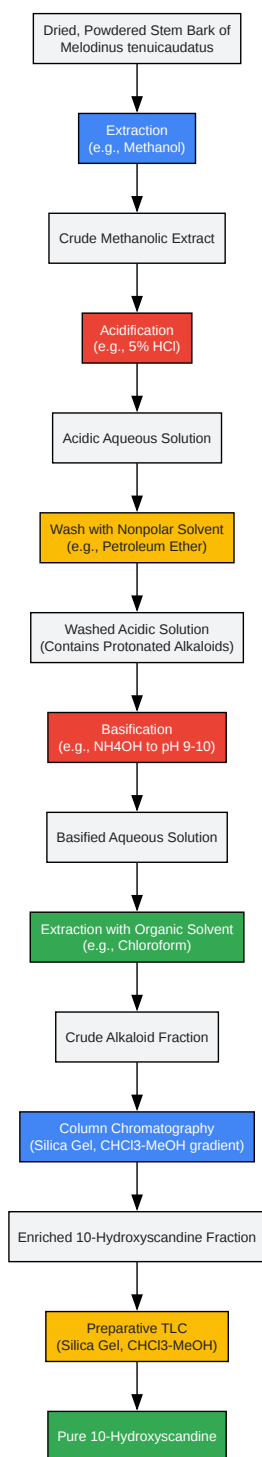 Dried, Powdered Stem Bark of
Melodinus tenuicaudatus
Extraction
(e.g., Methanol)
Crude Methanolic Extract
Acidification
(e.g., 5% HCl)
Acidic Aqueous Solution
Wash with Nonpolar Solvent
(e.g., Petroleum Ether)
Washed Acidic Solution
(Contains Protonated Alkaloids)
Basification
(e.g., NH4OH to pH 9-10)
Basified Aqueous Solution
Extraction with Organic Solvent
(e.g., Chloroform)
Crude Alkaloid Fraction
Column Chromatography
(Silica Gel, CHCl3-MeOH gradient)
Enriched 10-Hydroxyscandine Fraction
Preparative TLC
(Silica Gel, CHCl3-MeOH)
Pure 10-Hydroxyscandine